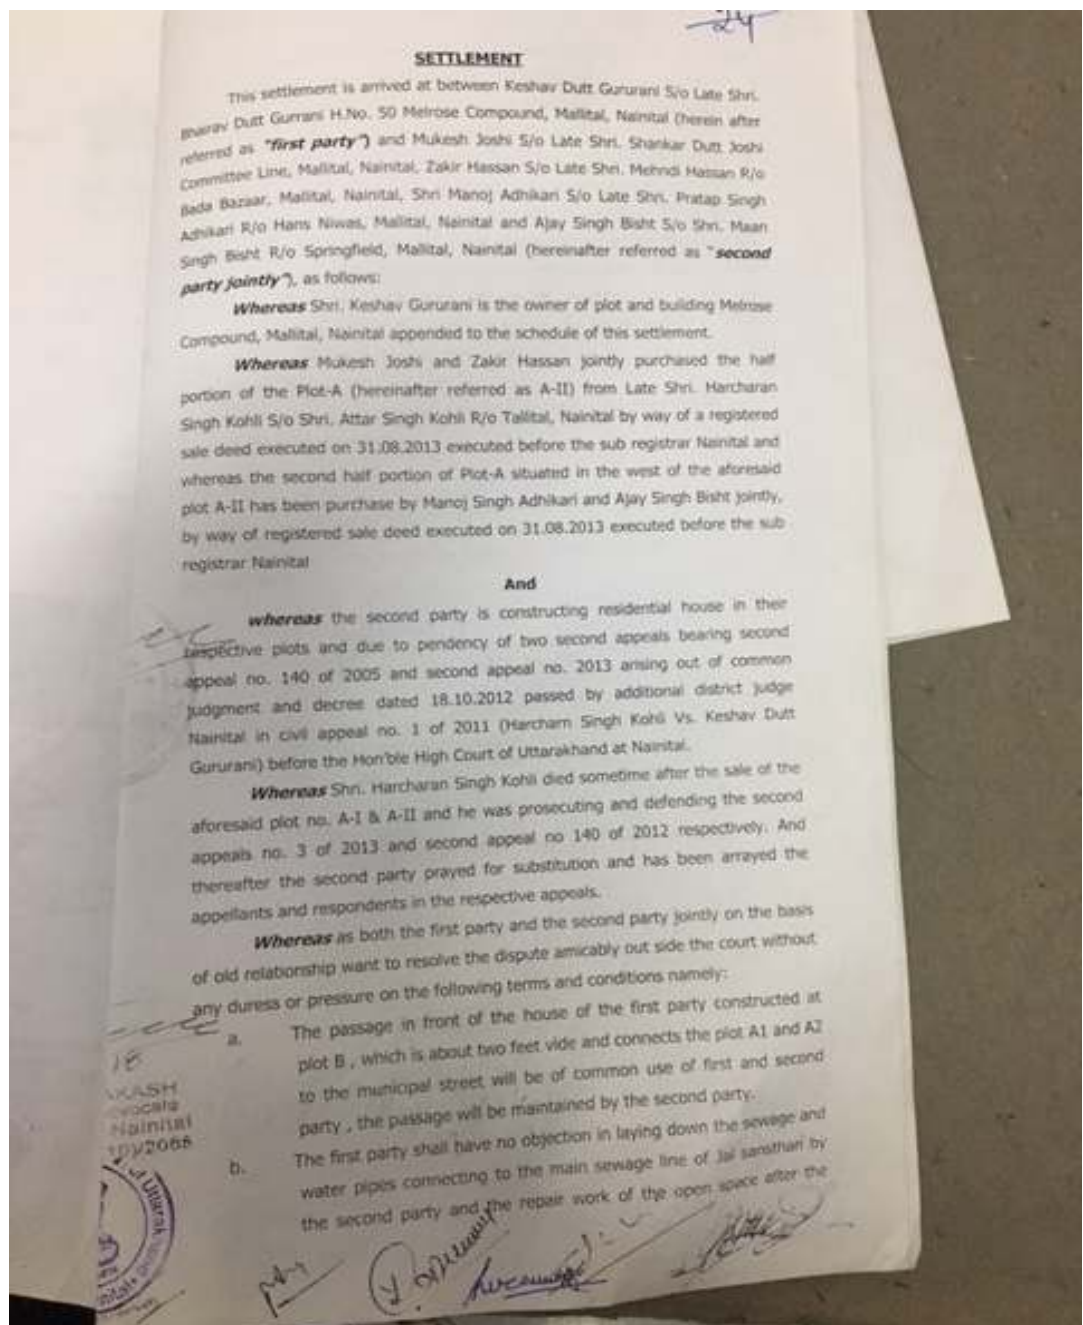 24
SETTLEMENT
This settlement is arrived at between Keshav Dutt Gururani S/o Late Shri.
Bhairav Dutt Gurrani H.No. 50 Melrose Compound, Mallital, Nainital (herein after
referred as "first party") and Mukesh Joshi S/o Late Shri. Shankar Dutt Joshi
Committee Line, Mallital, Nainital, Zakir Hassan S/o Late Shri. Mehndi Hassan R/o
Bada Bazaar, Mallital, Nainital, Shri Manoj Adhikari S/o Late Shri. Pratap Singh
Adhikari R/o Hans Niwas, Mallital, Nainital and Ajay Singh Bisht S/o Shri. Maan
Singh Bisht R/o Springfield, Mallital, Nainital (hereinafter referred as "second
party jointly"), as follows:
Whereas Shri. Keshav Gururani is the owner of plot and building Melrose
Compound, Mallital, Nainital appended to the schedule of this settlement.
Whereas Mukesh Joshi and Zakir Hassan jointly purchased the half
portion of the Plot-A (hereinafter referred as A-II) from Late Shri. Harcharan
Singh Kohli S/o Shri. Attar Singh Kohli R/o Tallital, Nainital by way of a registered
sale deed executed on 31.08.2013 executed before the sub registrar Nainital and
whereas the second half portion of Plot-A situated in the west of the aforesaid
plot A-II has been purchase by Manoj Singh Adhikari and Ajay Singh Bisht jointly,
by way of registered sale deed executed on 31.08.2013 executed before the sub
registrar Nainital
And
whereas the second party is constructing residential house in their
respective plots and due to pendency of two second appeals bearing second
appeal no. 140 of 2005 and second appeal no. 2013 arising out of common
judgment and decree dated 18.10.2012 passed by additional district judge
Nainital in civil appeal no. 1 of 2011 (Harcharn Singh Kohli Vs. Keshav Dutt
Gururani) before the Hon'ble High Court of Uttarakhand at Nainital.
Whereas Shri. Harcharan Singh Kohli died sometime after the sale of the
aforesaid plot no. A-I & A-II and he was prosecuting and defending the second
appeals no. 3 of 2013 and second appeal no 140 of 2012 respectively. And
thereafter the second party prayed for substitution and has been arrayed the
appellants and respondents in the respective appeals.
Whereas as both the first party and the second party jointly on the basis
of old relationship want to resolve the dispute amicably out side the court without
any duress or pressure on the following terms and conditions namely:
a. The passage in front of the house of the first party constructed at
plot B , which is about two feet vide and connects the plot A1 and A2
to the municipal street will be of common use of first and second
party , the passage will be maintained by the second party.
b. The first party shall have no objection in laying down the sewage and
water pipes connecting to the main sewage line of Jal sansthan by
the second party and the repair work of the open space after the
18
AKASH
vocate
Nainital
2065
of Uttarak